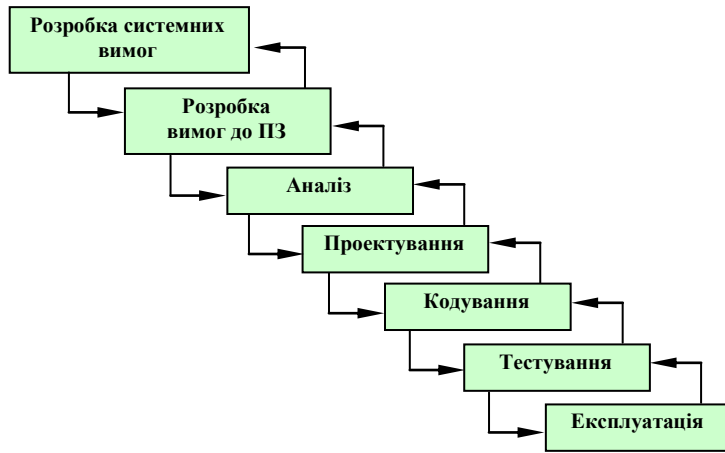 Розробка системних
вимог
Розробка
вимог до ПЗ
Аналіз
Проектування
Кодування
Тестування
Експлуатація